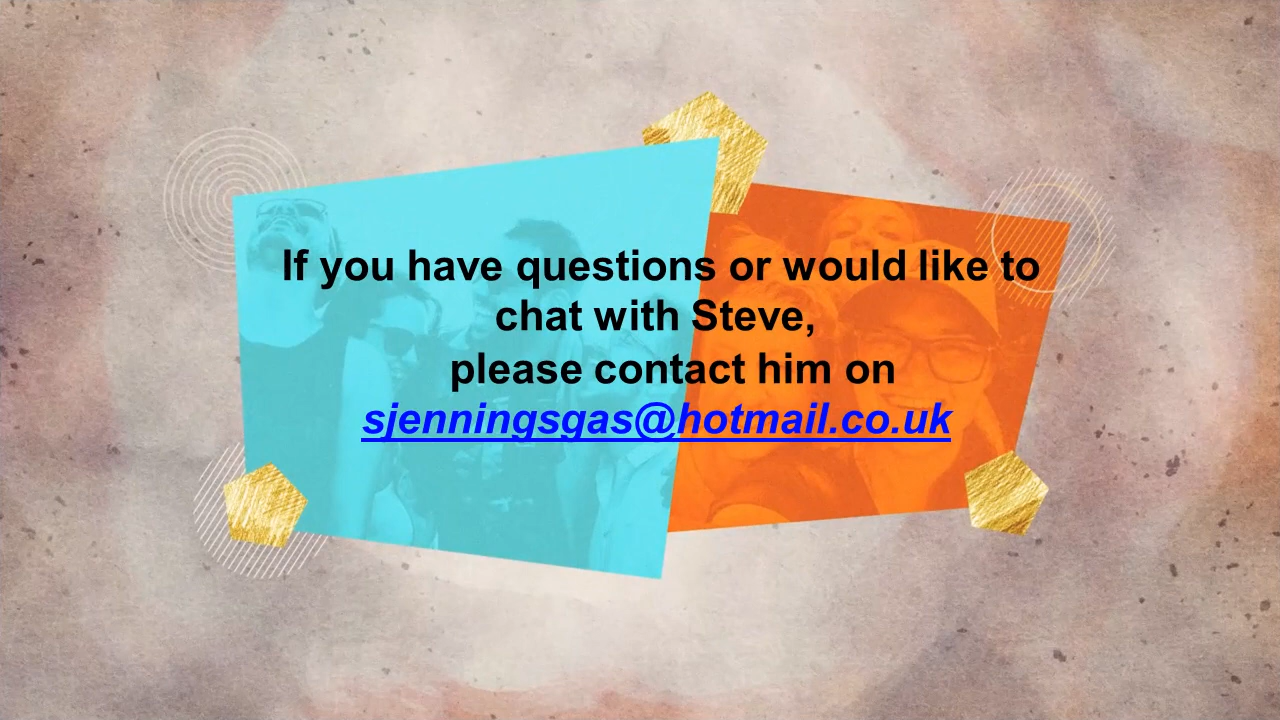 If you have questions or would like to
chat with Steve,
please contact him on
sjenningsgas@hotmail.co.uk